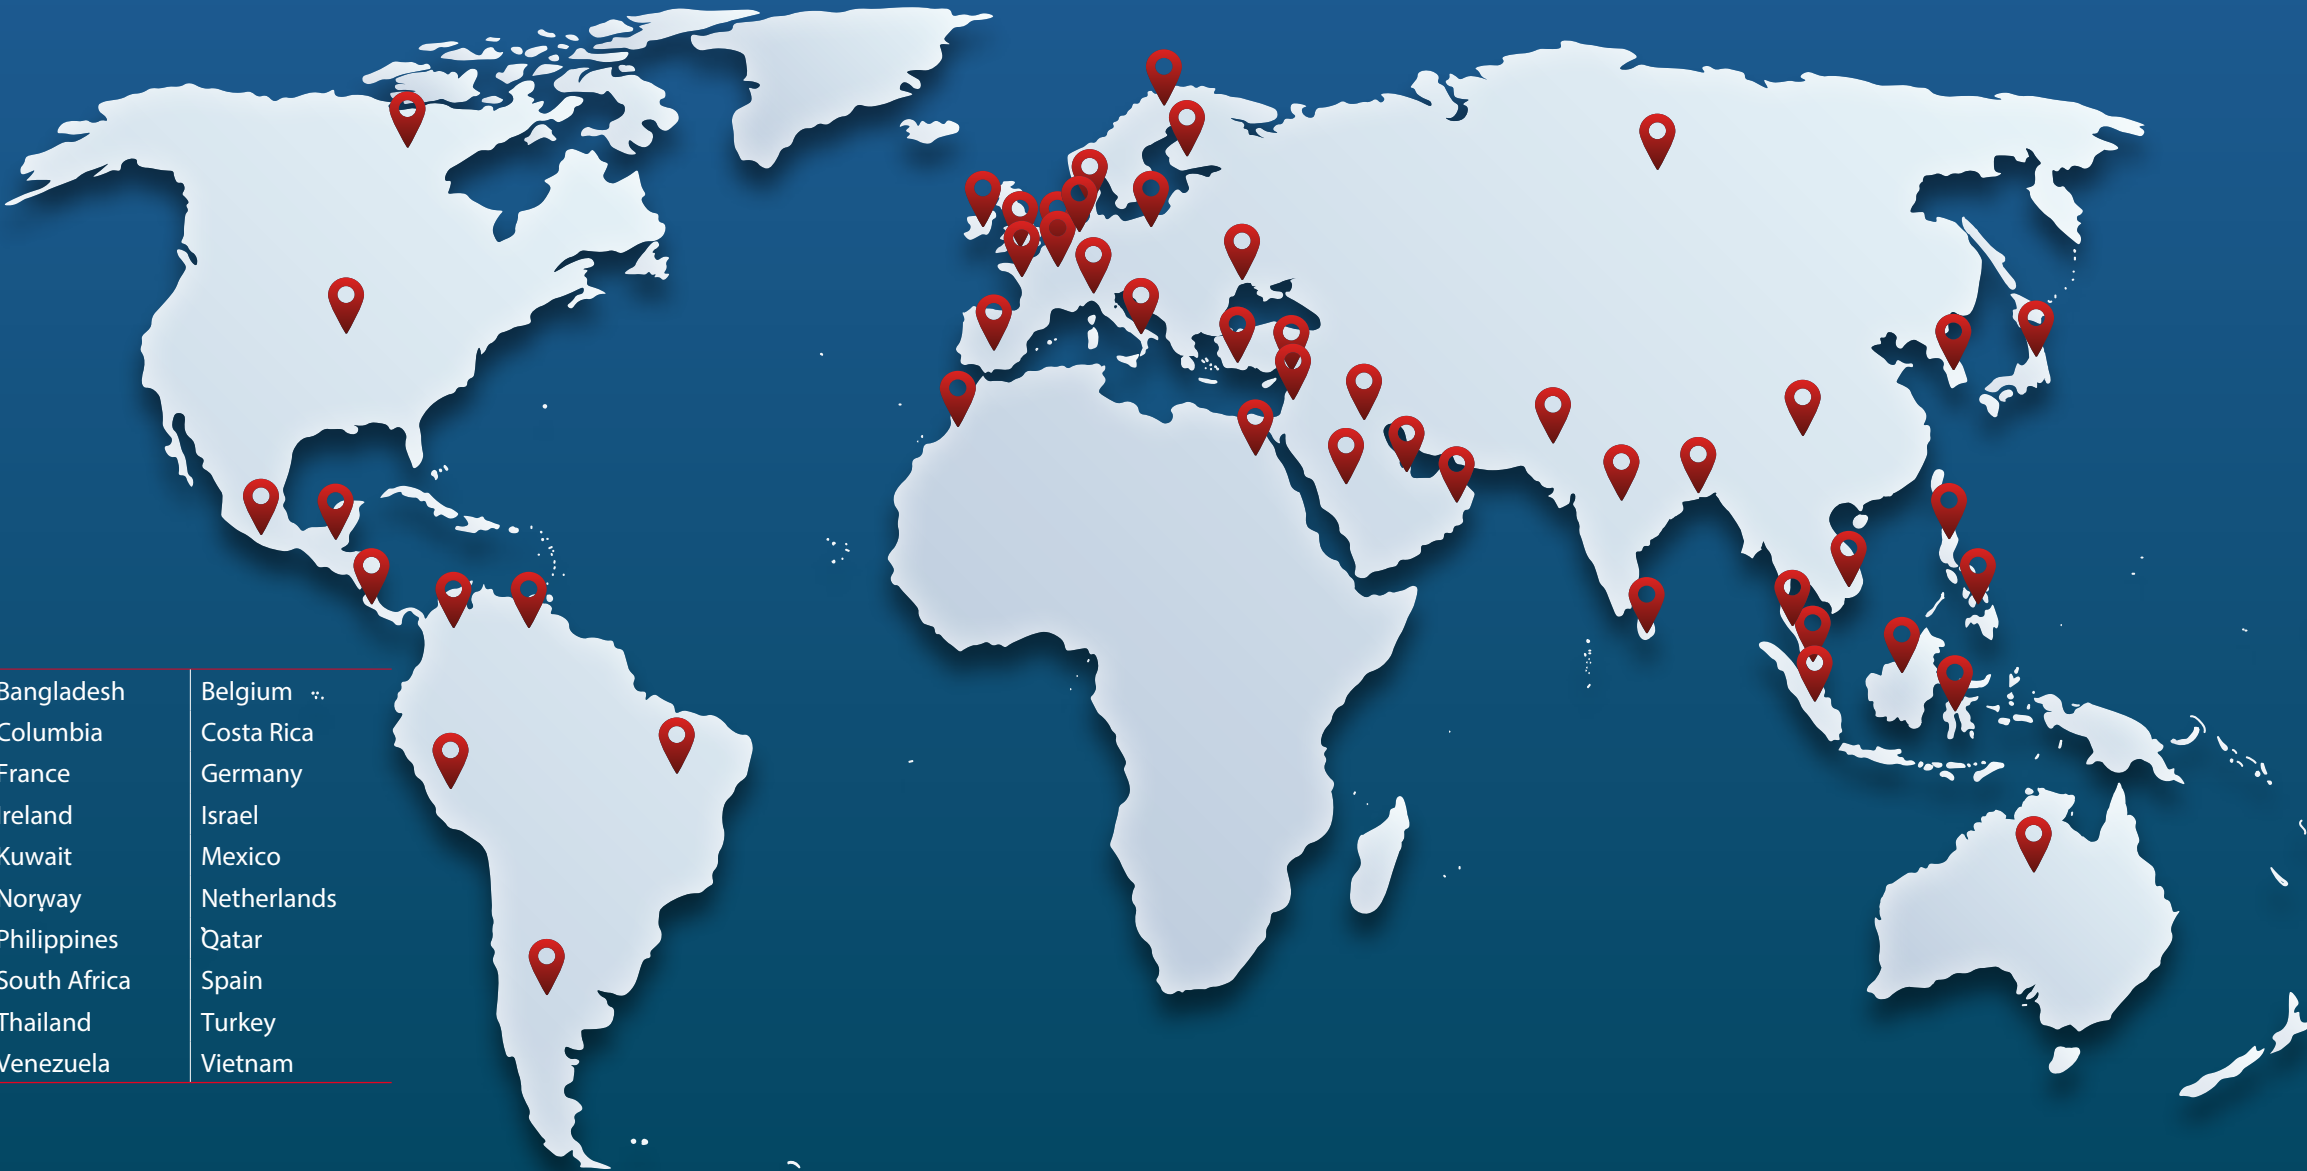 Bangladesh Belgium
Columbia Costa Rica
France Germany
Ireland Israel
Kuwait Mexico
Norway Netherlands
Philippines Qatar
South Africa Spain
Thailand Turkey
Venezuela Vietnam